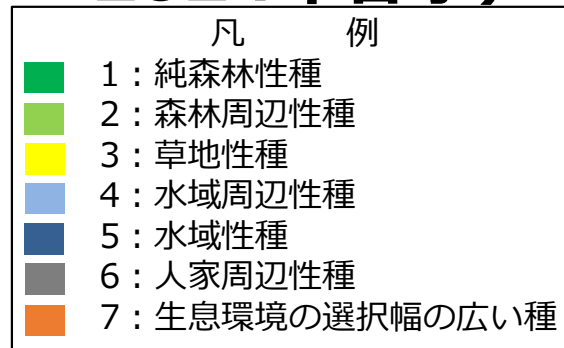 凡 例
1：純森林性種
2：森林周辺性種
3：草地性種
4：水域周辺性種
5：水域性種
6：人家周辺性種
7：生息環境の選択幅の広い種